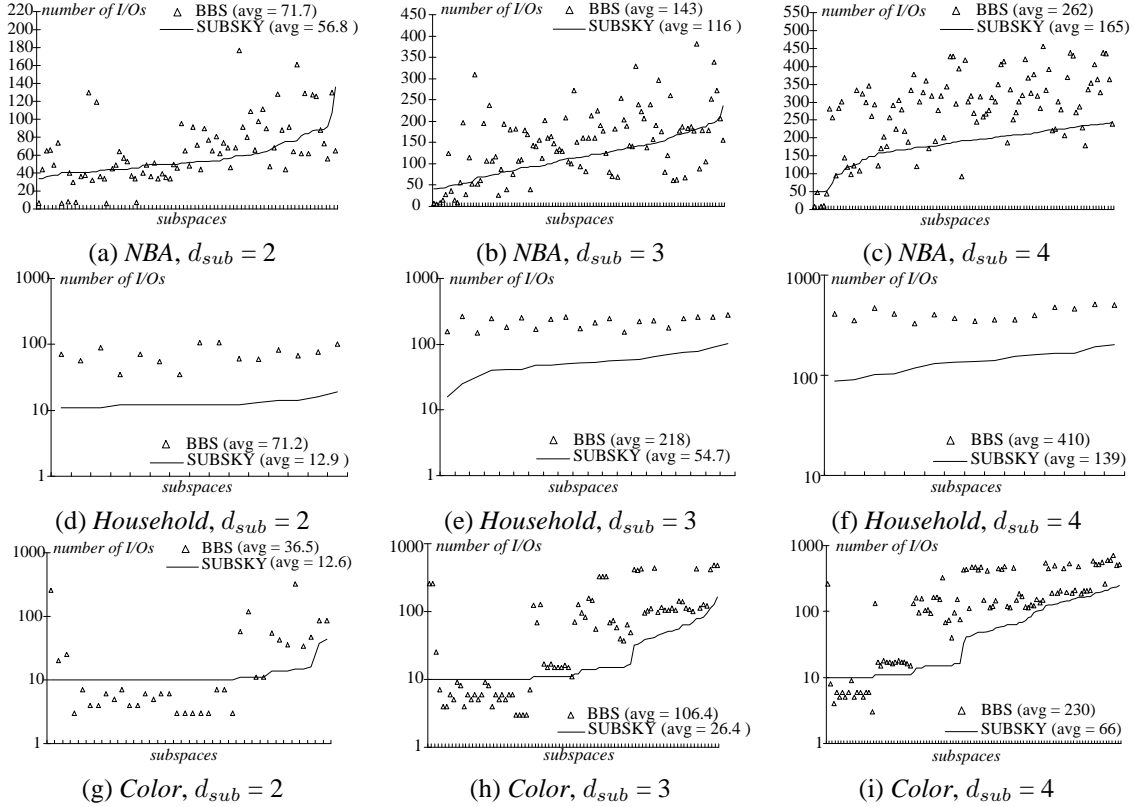 number of I/Os
BBS (avg = 71.7)
SUBSKY (avg = 56.8 )
220
200
180
160
140
120
100
80
60
40
20
0
subspaces
(a) NBA, d_sub = 2
number of I/Os
BBS (avg = 143)
SUBSKY (avg = 116 )
450
400
350
300
250
200
150
100
50
0
subspaces
(b) NBA, d_sub = 3
number of I/Os
BBS (avg = 262)
SUBSKY (avg = 165)
550
500
450
400
350
300
250
200
150
100
50
0
subspaces
(c) NBA, d_sub = 4
number of I/Os
1000
100
10
1
BBS (avg = 71.2)
SUBSKY (avg = 12.9 )
subspaces
(d) Household, d_sub = 2
number of I/Os
1000
100
10
1
BBS (avg = 218)
SUBSKY (avg = 54.7)
subspaces
(e) Household, d_sub = 3
number of I/Os
1000
100
10
BBS (avg = 410)
SUBSKY (avg = 139)
subspaces
(f) Household, d_sub = 4
number of I/Os
BBS (avg = 36.5)
SUBSKY (avg = 12.6)
1000
100
10
1
subspaces
(g) Color, d_sub = 2
number of I/Os
1000
100
10
1
BBS (avg = 106.4)
SUBSKY (avg = 26.4 )
subspaces
(h) Color, d_sub = 3
number of I/Os
1000
100
10
1
BBS (avg = 230)
SUBSKY (avg = 66)
subspaces
(i) Color, d_sub = 4